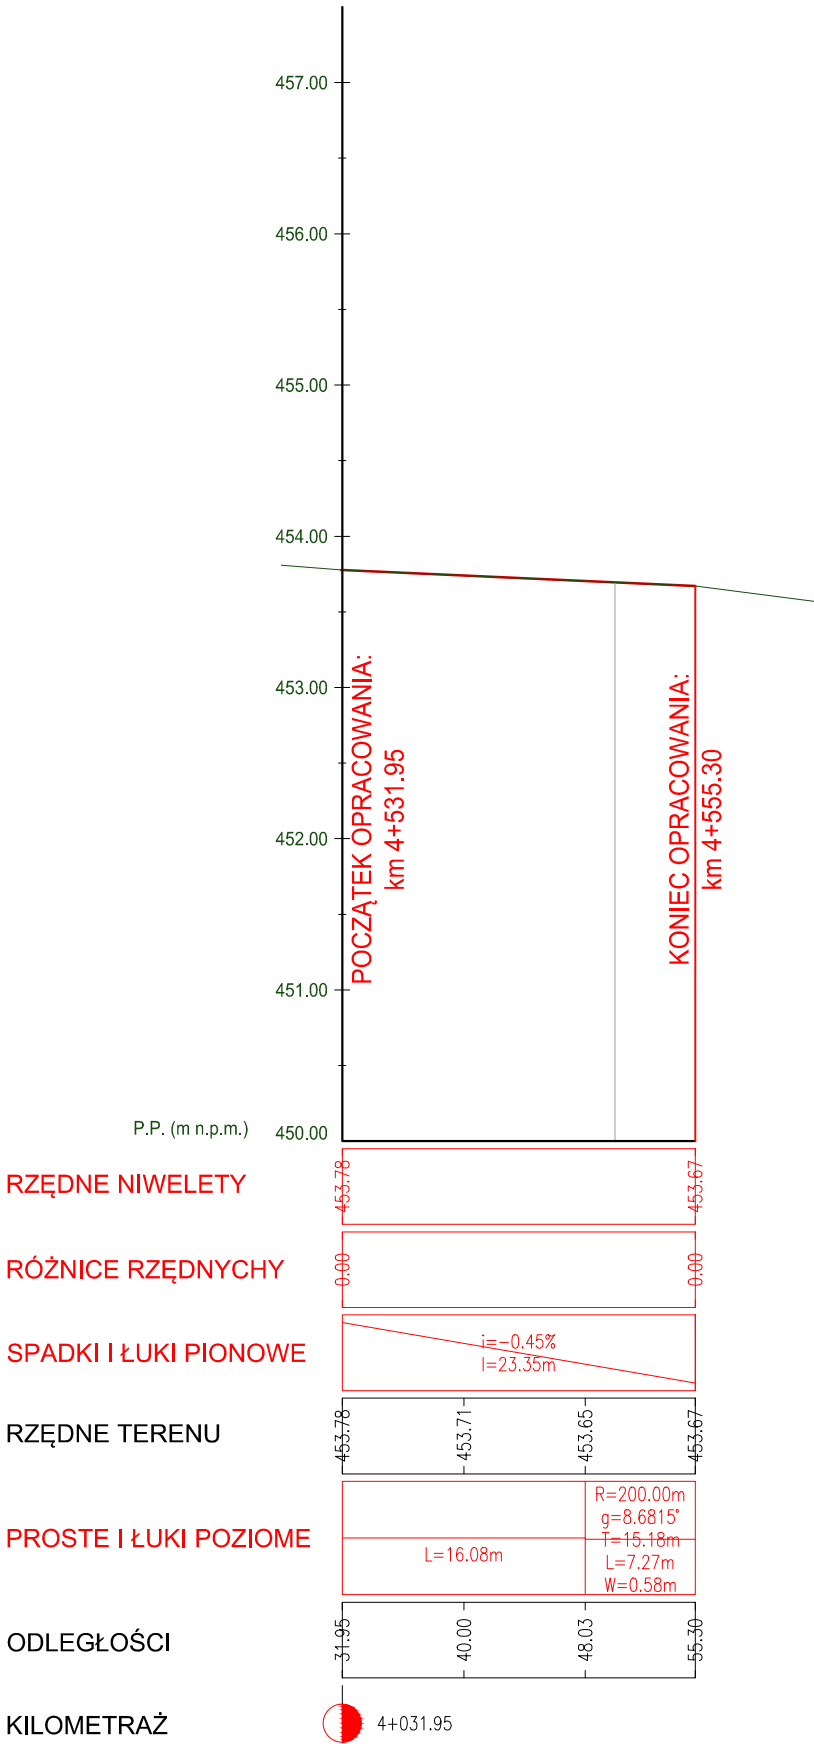 457.00
456.00
455.00
454.00
453.00
452.00
451.00
P.P. (m n.p.m.) 450.00
POCZĄTEK OPRACOWANIA:
km 4+531.95
KONIEC OPRACOWANIA:
km 4+555.30
RZĘDNE NIWELETY
453.78
453.67
RÓŻNICE RZĘDNYCHY
0.00
0.00
SPADKI I ŁUKI PIONOWE
i=-0.45%
l=23.35m
RZĘDNE TERENU
453.78
453.71
453.65
453.67
PROSTE I ŁUKI POZIOME
L=16.08m
R=200.00m
g=8.6815°
T=15.18m
L=7.27m
W=0.58m
ODLEGŁOŚCI
31.95
40.00
48.03
55.30
KILOMETRAŻ
4+031.95